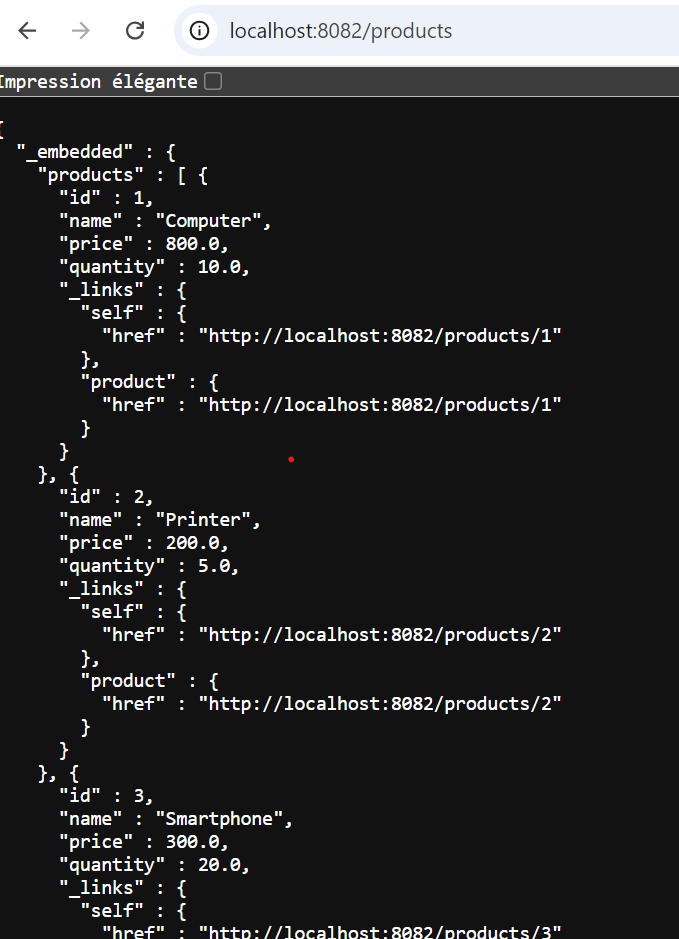 localhost:8082/products
Impression élégante
{
  "_embedded" : {
    "products" : [ {
      "id" : 1,
      "name" : "Computer",
      "price" : 800.0,
      "quantity" : 10.0,
      "_links" : {
        "self" : {
          "href" : "http://localhost:8082/products/1"
        },
        "product" : {
          "href" : "http://localhost:8082/products/1"
        }
      }
    }, {
      "id" : 2,
      "name" : "Printer",
      "price" : 200.0,
      "quantity" : 5.0,
      "_links" : {
        "self" : {
          "href" : "http://localhost:8082/products/2"
        },
        "product" : {
          "href" : "http://localhost:8082/products/2"
        }
      }
    }, {
      "id" : 3,
      "name" : "Smartphone",
      "price" : 300.0,
      "quantity" : 20.0,
      "_links" : {
        "self" : {
          "href" : "http://localhost:8082/products/3"